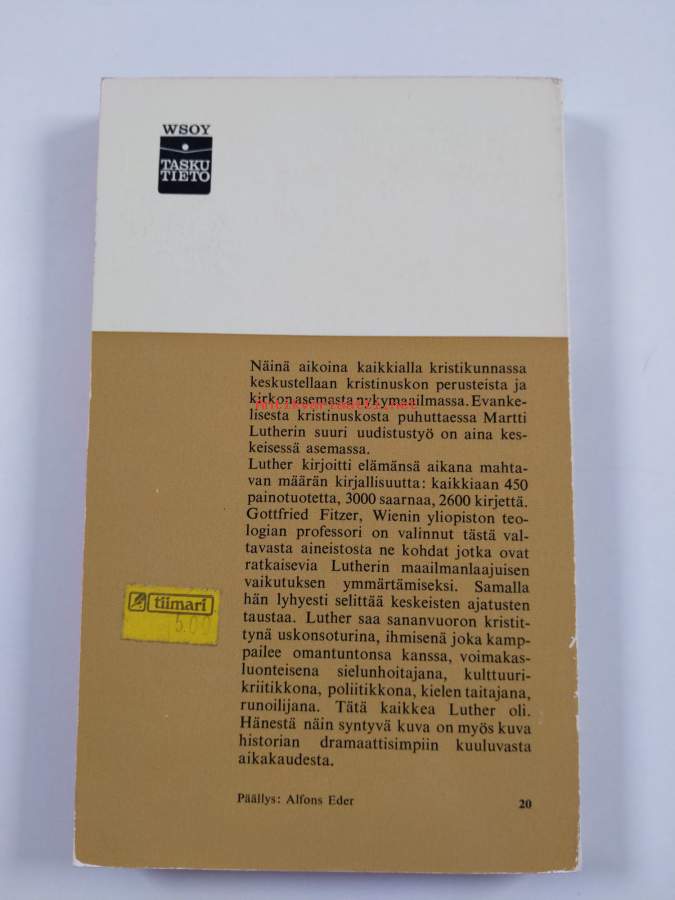 WSOY
TASKU
TIETO
Näinä aikoina kaikkialla kristikunnassa
keskustellaan kristinuskon perusteista ja
kirkon asemasta nykymaailmassa. Evanke-
antikvariaatti.net
lisesta kristinuskosta puhuttaessa Martti
Lutherin suuri uudistustyö on aina kes-
keisessä asemassa.
Luther kirjoitti elämänsä aikana mahta-
van määrän kirjallisuutta: kaikkiaan 450
painotuotetta, 3000 saarnaa, 2600 kirjettä.
Gottfried Fitzer, Wienin yliopiston teo-
logian professori on valinnut tästä val-
tavasta aineistosta ne kohdat jotka ovat
ratkaisevia Lutherin maailmanlaajuisen
vaikutuksen ymmärtämiseksi. Samalla
hän lyhyesti selittää keskeisten ajatusten
taustaa. Luther saa sananvuoron kristit-
tynä uskonsoturina, ihmisenä joka kamp-
pailee omantuntonsa kanssa, voimakas-
luonteisena sielunhoitajana, kulttuuri-
kriitikkona, poliitikkona, kielen taitajana,
runoilijana. Tätä kaikkea Luther oli.
Hänestä näin syntyvä kuva on myös kuva
historian dramaattisimpiin kuuluvasta
aikakaudesta.
tiimari
5.00
Päällys: Alfons Eder
20